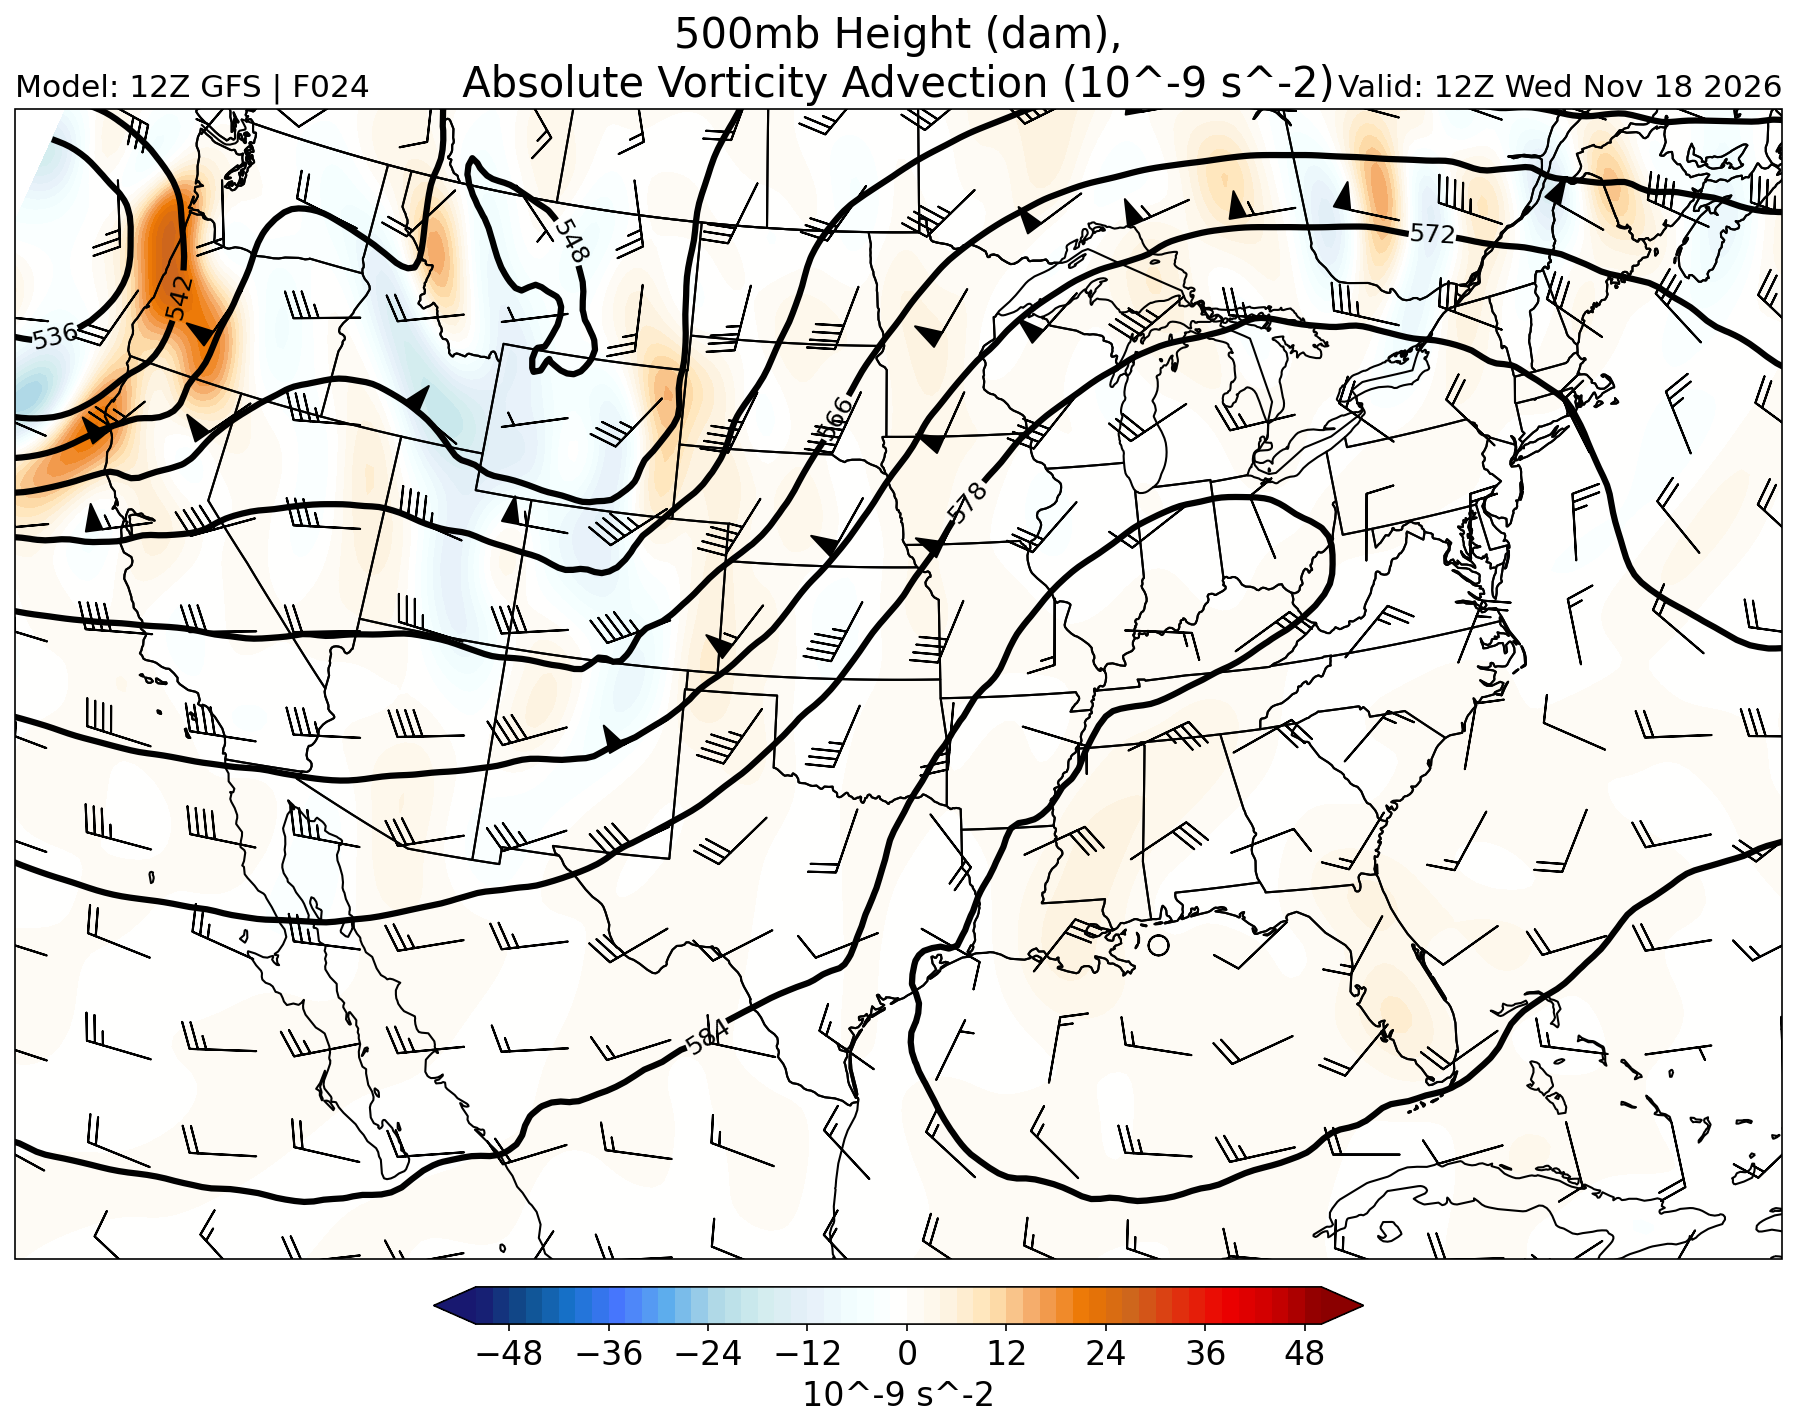 500mb Height (dam),
Model: 12Z GFS | F024
Absolute Vorticity Advection (10^-9 s^-2)
Valid: 12Z Wed Nov 18 2026
572
548
542
536
566
578
584
−48 −36 −24 −12 0 12 24 36 48
10^-9 s^-2